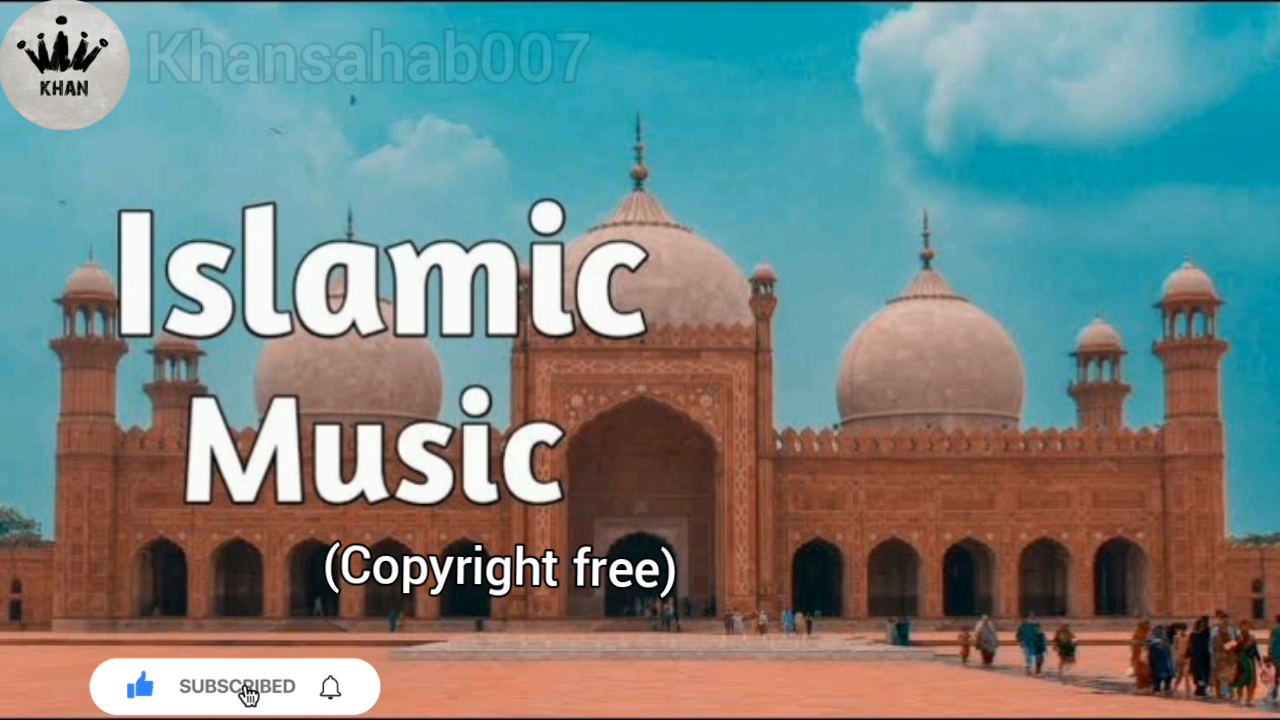 KHAN
Khansahab007
Islamic
Music
(Copyright free)
SUBSCRIBED